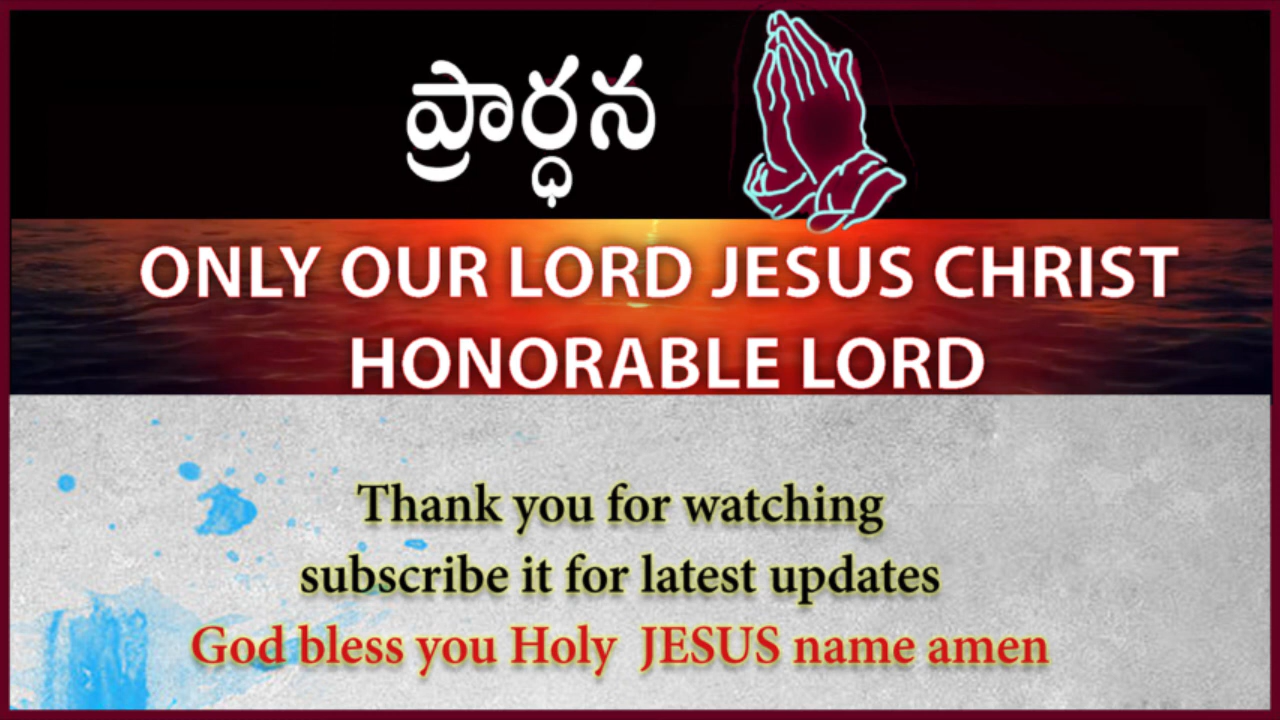 ప్రార్ధన
ONLY OUR LORD JESUS CHRIST
HONORABLE LORD
Thank you for watching
subscribe it for latest updates
God bless you Holy JESUS name amen